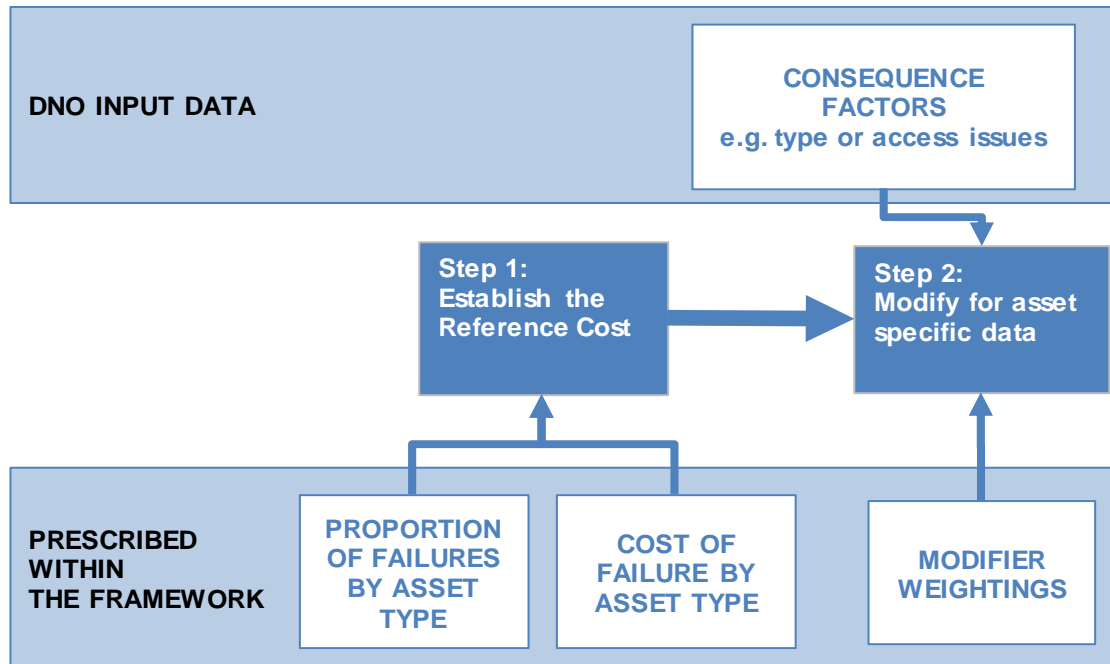 DNO INPUT DATA
CONSEQUENCE
FACTORS
e.g. type or access issues
Step 1:
Establish the
Reference Cost
Step 2:
Modify for asset
specific data
PRESCRIBED
WITHIN
THE FRAMEWORK
PROPORTION
OF FAILURES
BY ASSET
TYPE
COST OF
FAILURE BY
ASSET TYPE
MODIFIER
WEIGHTINGS